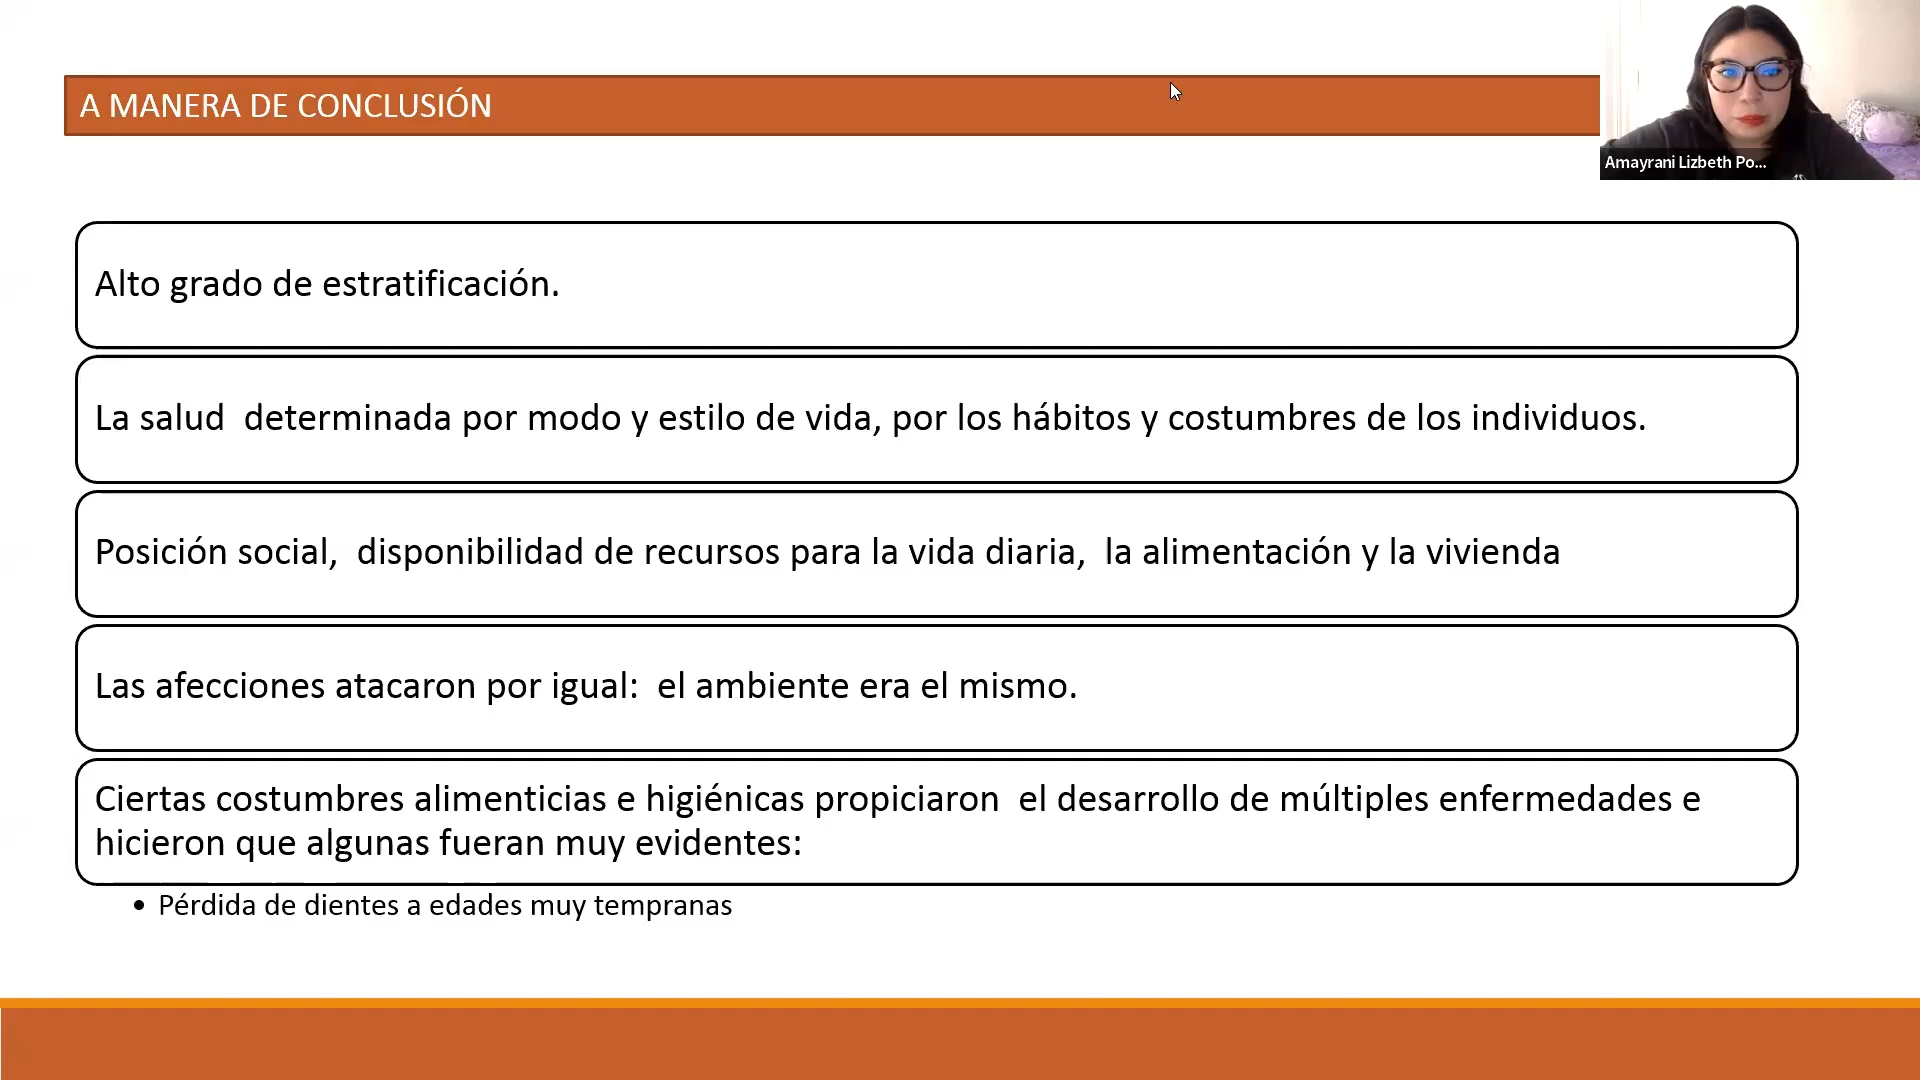 A MANERA DE CONCLUSIÓN
Amayrani Lizbeth Po...
Alto grado de estratificación.
La salud  determinada por modo y estilo de vida, por los hábitos y costumbres de los individuos.
Posición social,  disponibilidad de recursos para la vida diaria,  la alimentación y la vivienda
Las afecciones atacaron por igual:  el ambiente era el mismo.
Ciertas costumbres alimenticias e higiénicas propiciaron  el desarrollo de múltiples enfermedades e
hicieron que algunas fueran muy evidentes:
• Pérdida de dientes a edades muy tempranas